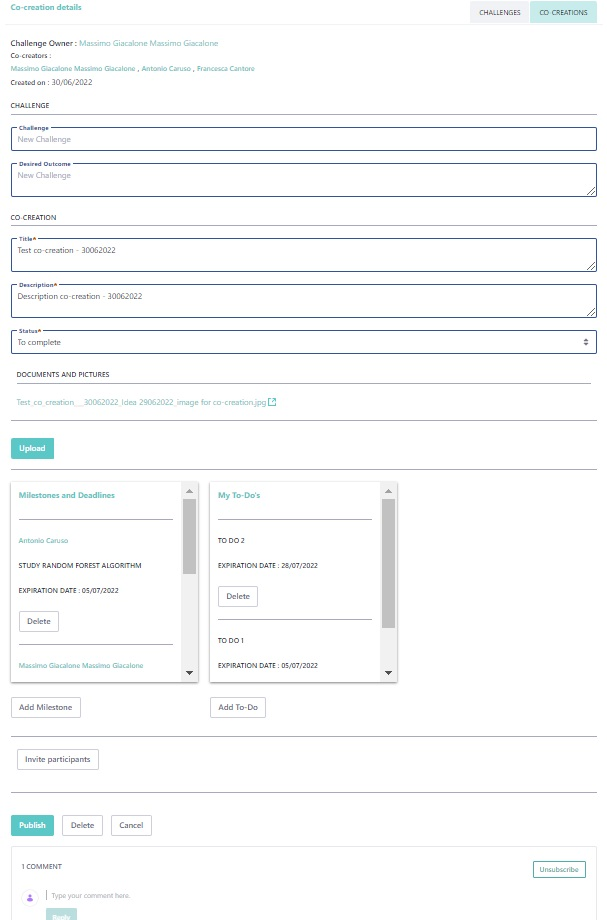 Co-creation details
CHALLENGES
CO-CREATIONS
Challenge Owner : Massimo Giacalone Massimo Giacalone
Co-creators :
Massimo Giacalone Massimo Giacalone , Antonio Caruso , Francesca Cantore
Created on : 30/06/2022
CHALLENGE
Challenge
New Challenge
Desired Outcome
New Challenge
CO-CREATION
Title*
Test co-creation - 30062022
Description*
Description co-creation - 30062022
Status*
To complete
DOCUMENTS AND PICTURES
Test_co_creation__30062022_Idea 29062022_image for co-creation.jpg
Upload
Milestones and Deadlines
Antonio Caruso
STUDY RANDOM FOREST ALGORITHM
EXPIRATION DATE : 05/07/2022
Delete
Massimo Giacalone Massimo Giacalone
My To-Do's
TO DO 2
EXPIRATION DATE : 28/07/2022
Delete
TO DO 1
EXPIRATION DATE : 05/07/2022
Add Milestone
Add To-Do
Invite participants
Publish
Delete
Cancel
1 COMMENT
Unsubscribe
Type your comment here.
Reply